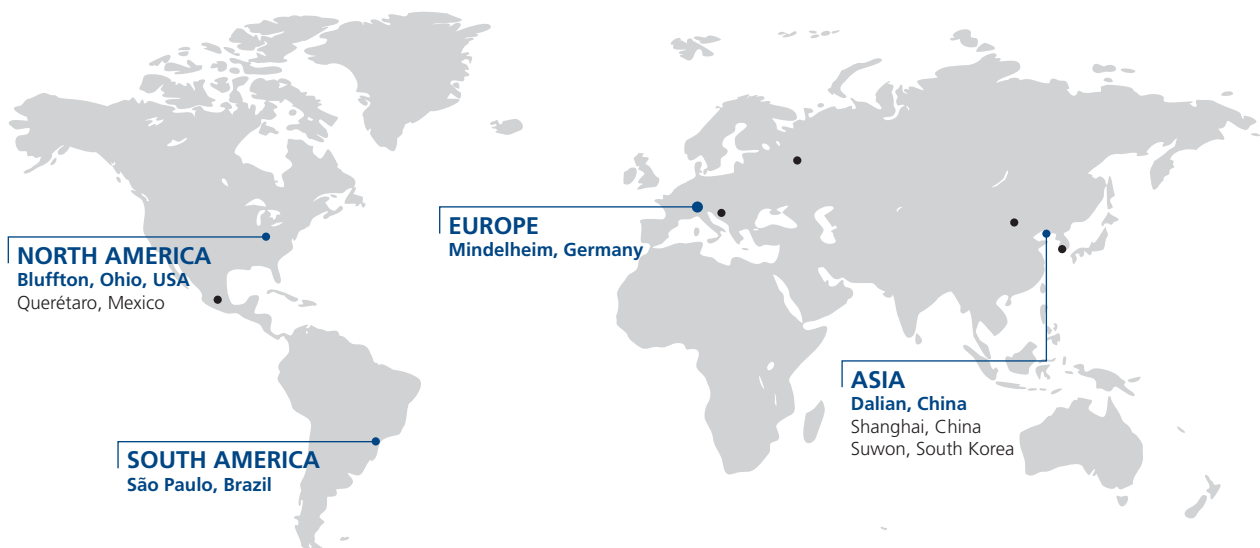 NORTH AMERICA
Bluffton, Ohio, USA
Querétaro, Mexico
SOUTH AMERICA
São Paulo, Brazil
EUROPE
Mindelheim, Germany
ASIA
Dalian, China
Shanghai, China
Suwon, South Korea